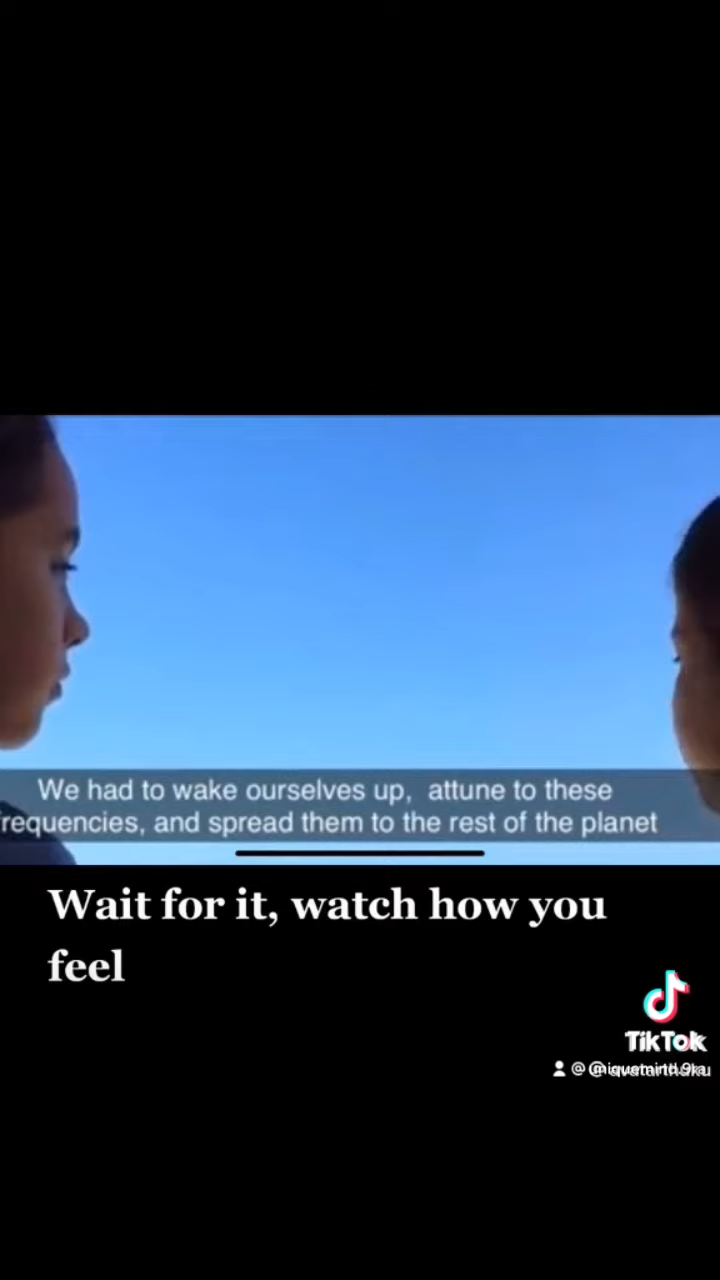 We had to wake ourselves up, attune to these
requencies, and spread them to the rest of the planet
Wait for it, watch how you
feel
TikTok